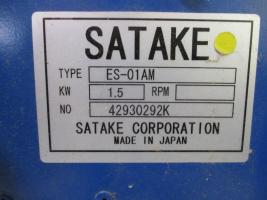 SATAKE
TYPE ES-01AM
KW 1.5 RPM
NO 42930292K
SATAKE CORPORATION
MADE IN JAPAN